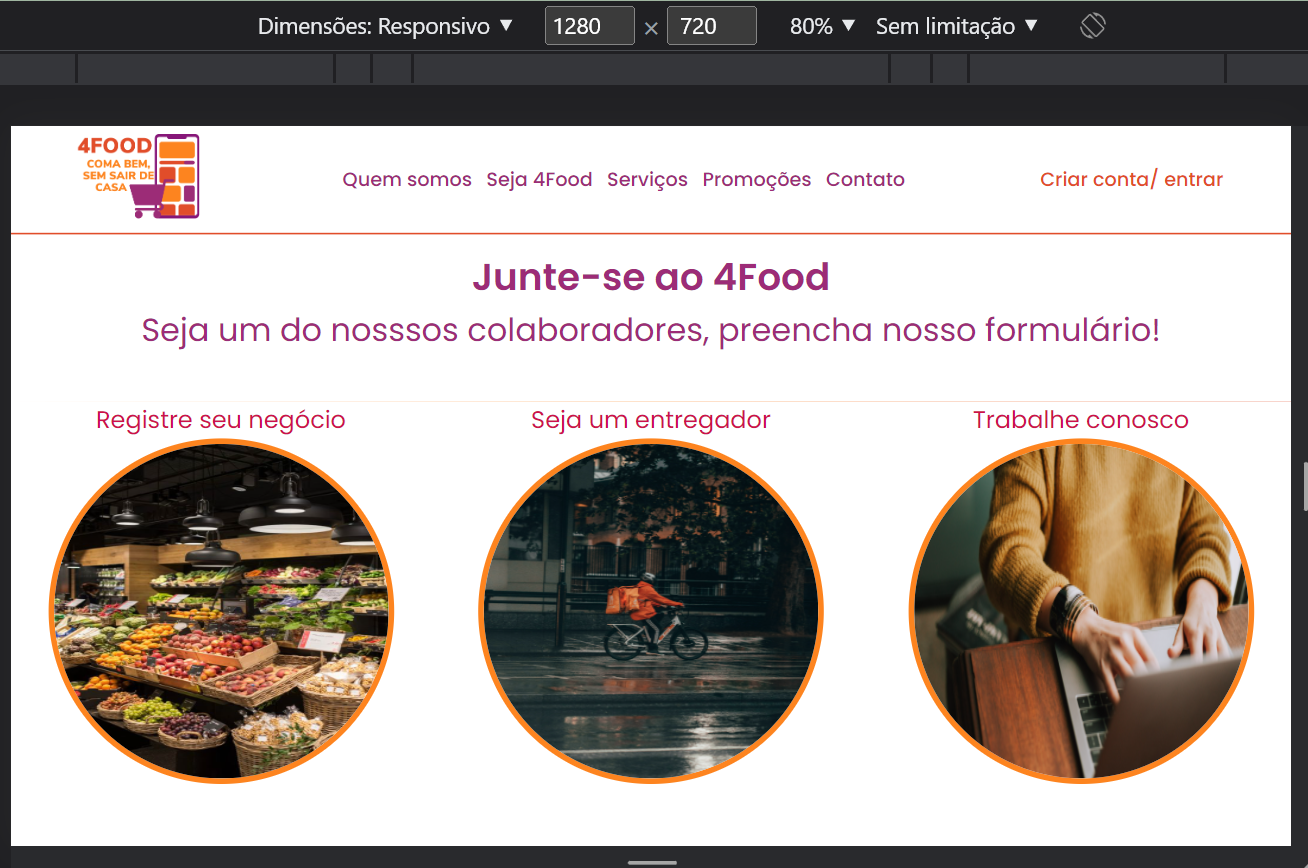 Dimensões: Responsivo ▼ 1280 × 720 80% ▼ Sem limitação ▼
4FOOD
COMA BEM,
SEM SAIR DE
CASA
Quem somos Seja 4Food Serviços Promoções Contato
Criar conta/ entrar
Junte-se ao 4Food
Seja um do nosssos colaboradores, preencha nosso formulário!
Registre seu negócio
Seja um entregador
Trabalhe conosco